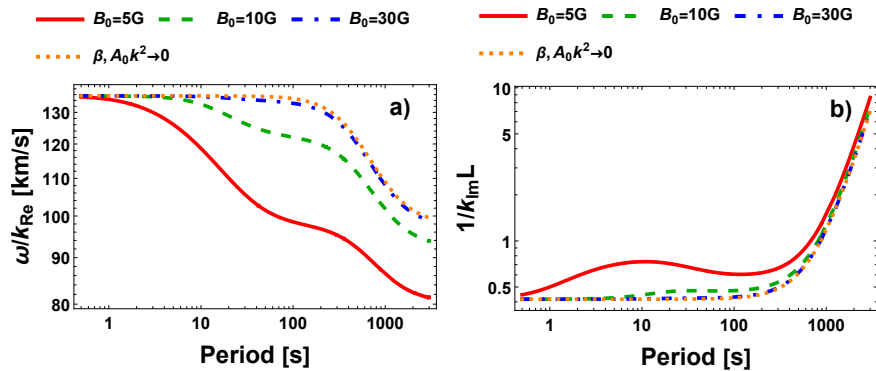 B₀=5G B₀=10G B₀=30G
β, A₀k²→0
a)
130
120
110
100
90
80
ω/k_Re [km/s]
1 10 100 1000
Period [s]
B₀=5G B₀=10G B₀=30G
β, A₀k²→0
b)
10
5
1
0.5
1/k_Im L
1 10 100 1000
Period [s]